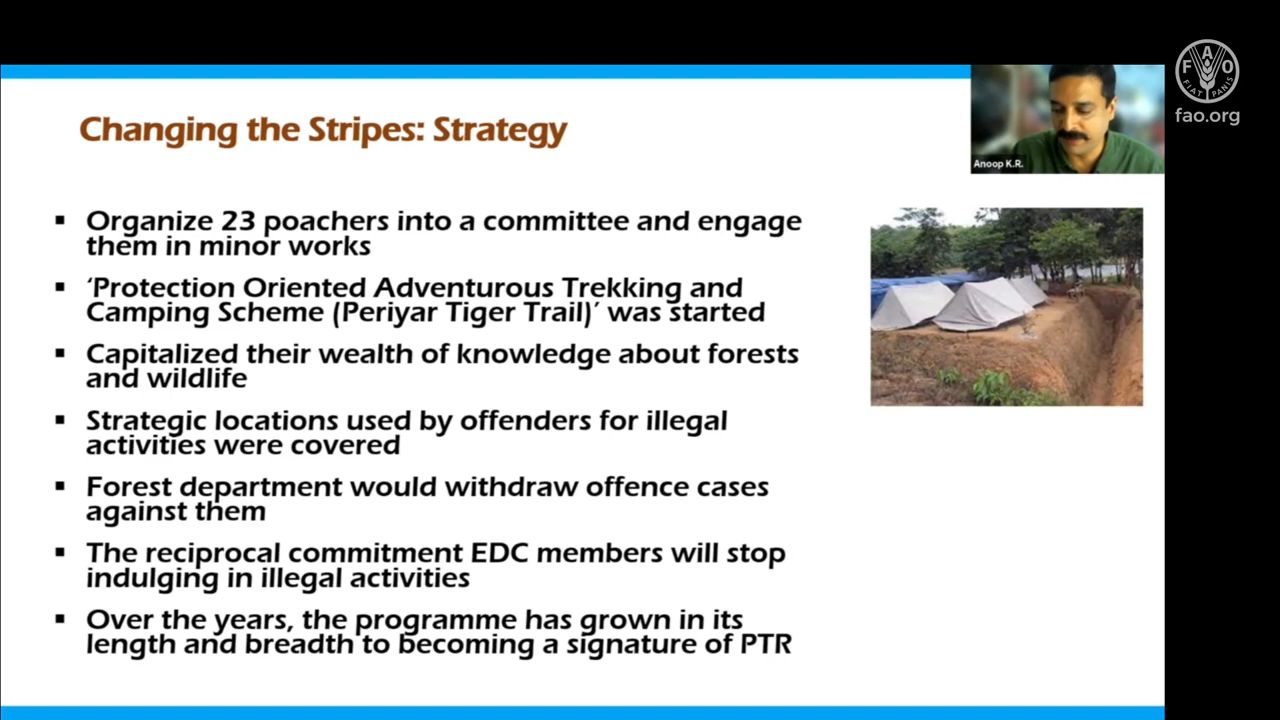 Changing the Stripes: Strategy
▪ Organize 23 poachers into a committee and engage
them in minor works
▪ ‘Protection Oriented Adventurous Trekking and
Camping Scheme (Periyar Tiger Trail)’ was started
▪ Capitalized their wealth of knowledge about forests
and wildlife
▪ Strategic locations used by offenders for illegal
activities were covered
▪ Forest department would withdraw offence cases
against them
▪ The reciprocal commitment EDC members will stop
indulging in illegal activities
▪ Over the years, the programme has grown in its
length and breadth to becoming a signature of PTR
Anoop K.R.
F A O
FIAT PANIS
fao.org